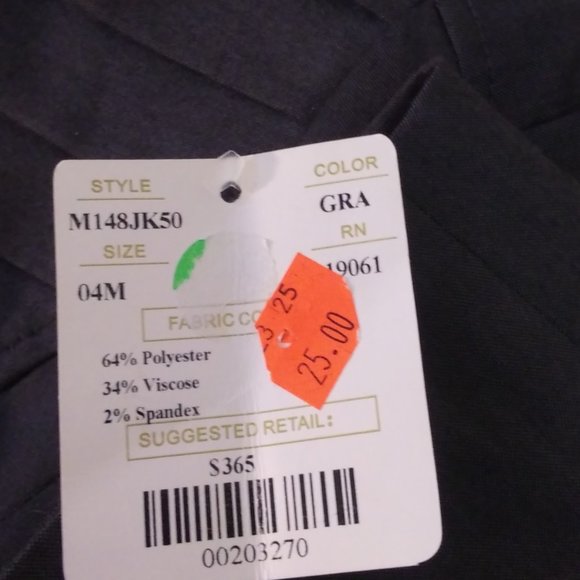 STYLE
COLOR
M148JK50
GRA
SIZE
RN
04M
19061
FABRIC CO
23 25
25.00
64% Polyester
34% Viscose
2% Spandex
SUGGESTED RETAIL:
$365
00203270